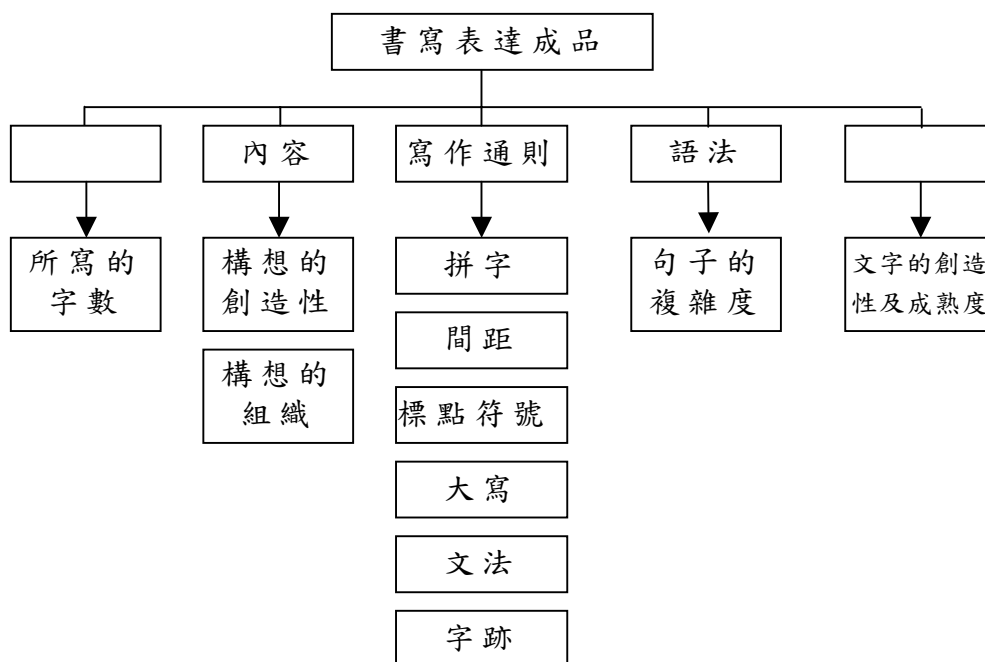 書寫表達成品
內容
寫作通則
語法
所寫的
字數
構想的
創造性
構想的
組織
拼字
間距
標點符號
大寫
文法
字跡
句子的
複雜度
文字的創造
性及成熟度